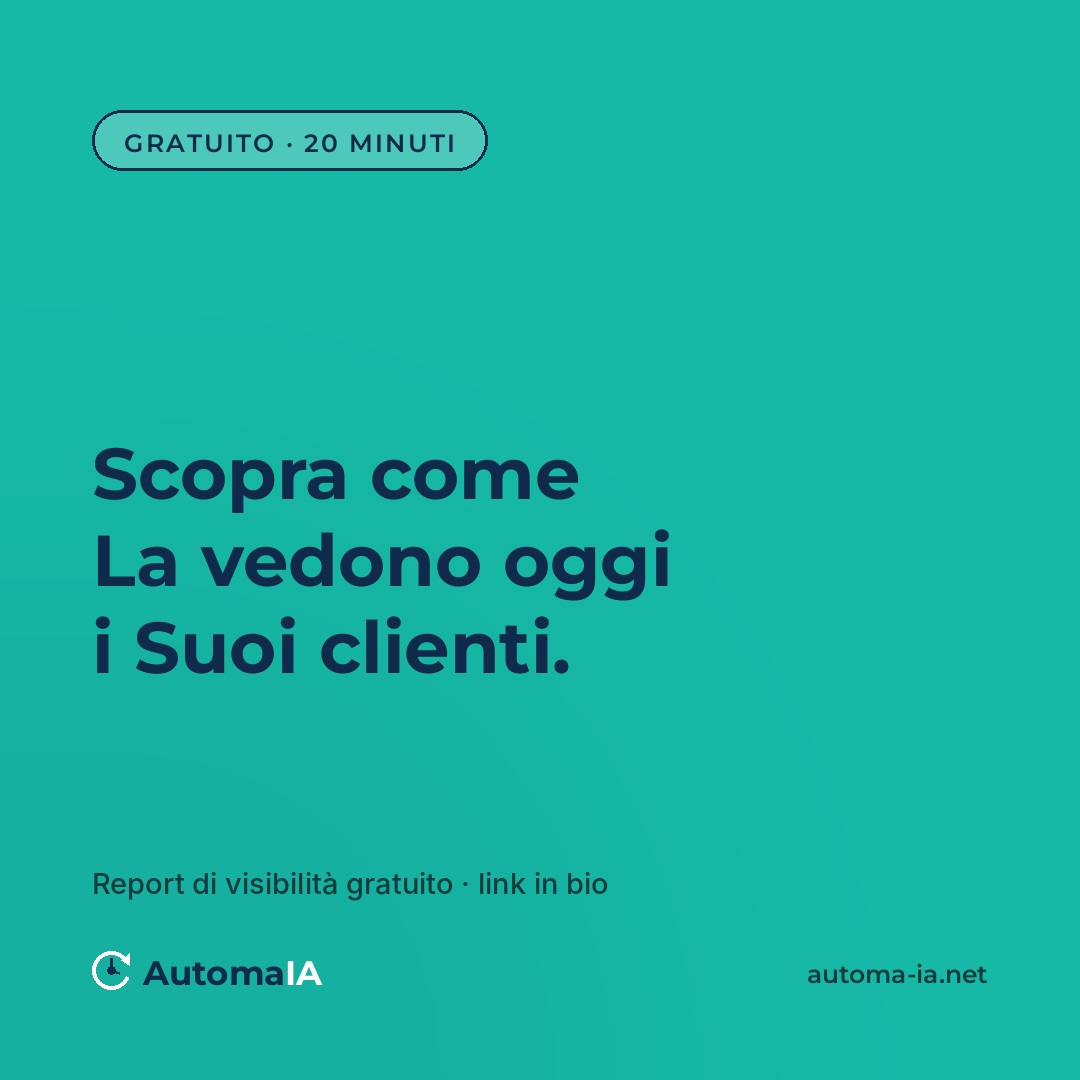 GRATUITO · 20 MINUTI
Scopra come
La vedono oggi
i Suoi clienti.
Report di visibilità gratuito · link in bio
AutomaIA
automa-ia.net